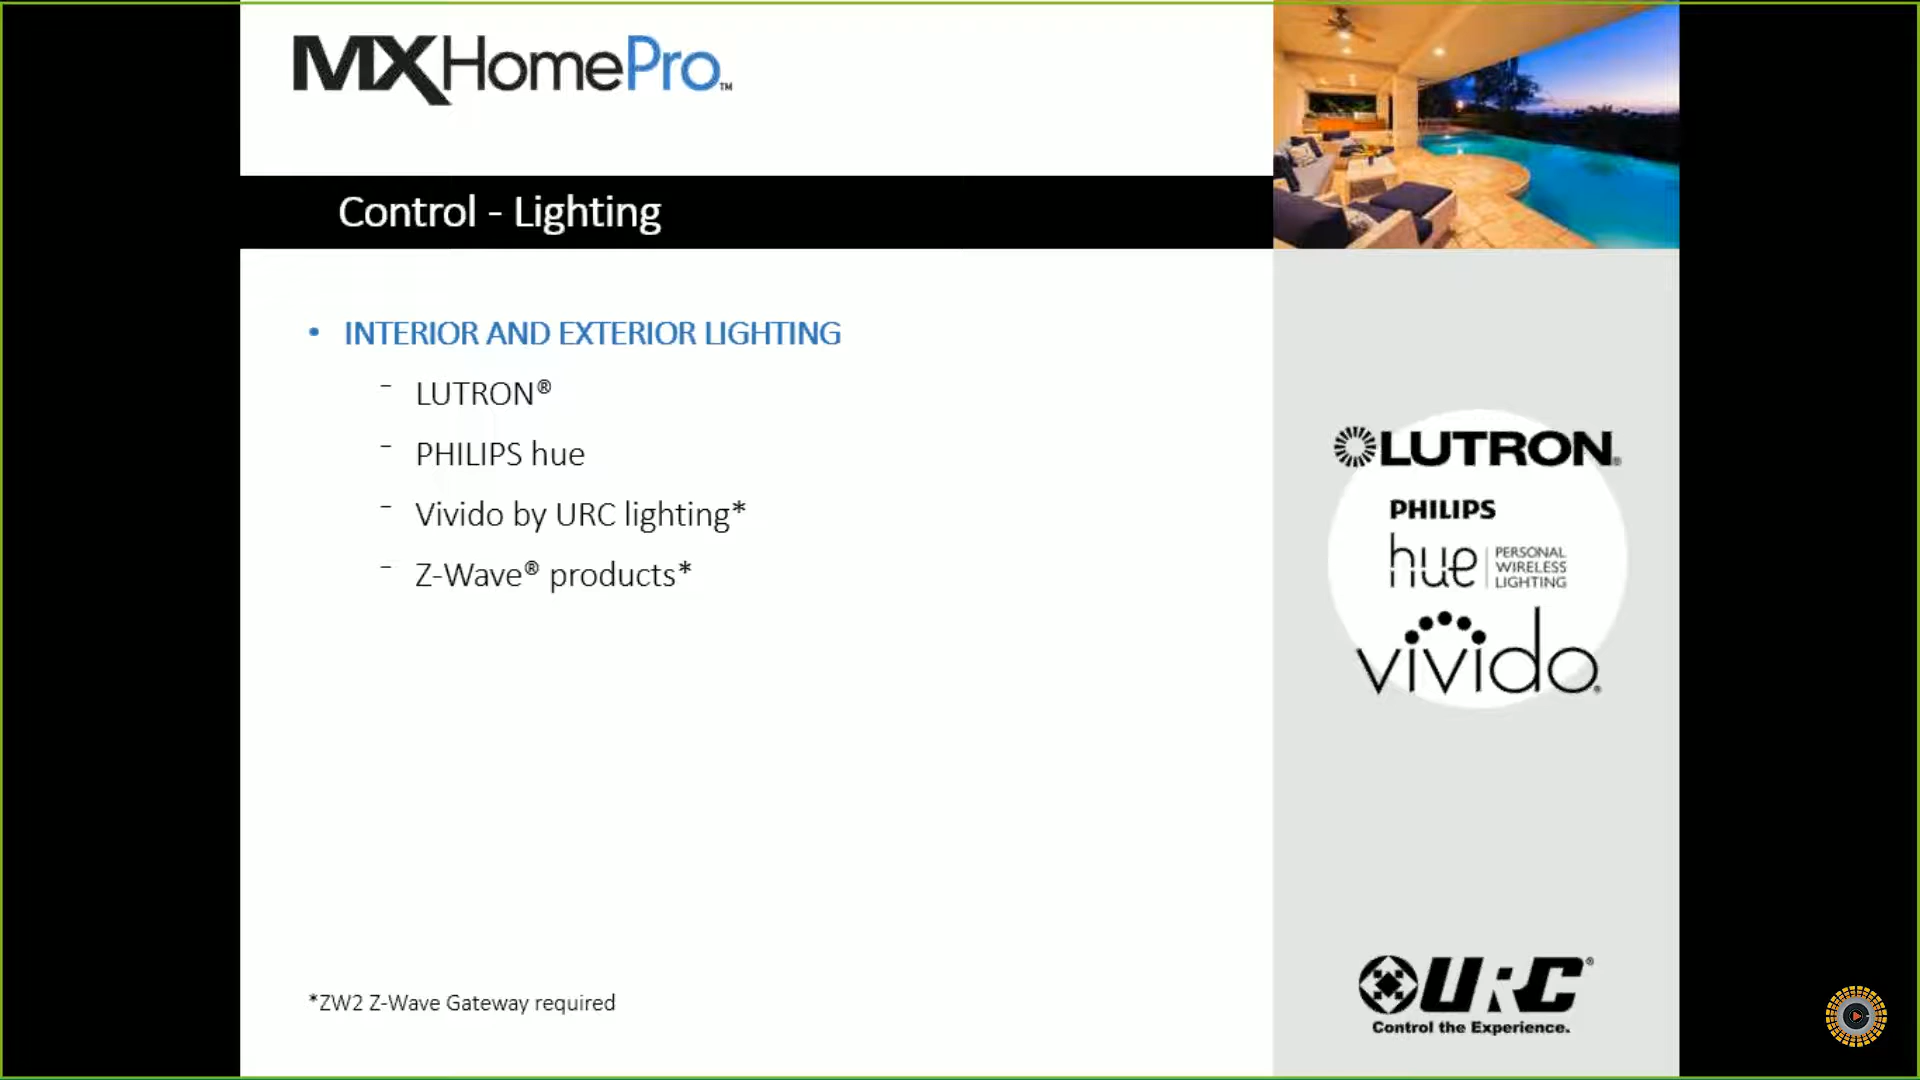 MXHomePro™
Control - Lighting
• INTERIOR AND EXTERIOR LIGHTING
- LUTRON®
- PHILIPS hue
- Vivido by URC lighting*
- Z-Wave® products*
*ZW2 Z-Wave Gateway required
LUTRON®
PHILIPS
hue PERSONAL
WIRELESS
LIGHTING
vivido®
URC®
Control the Experience.